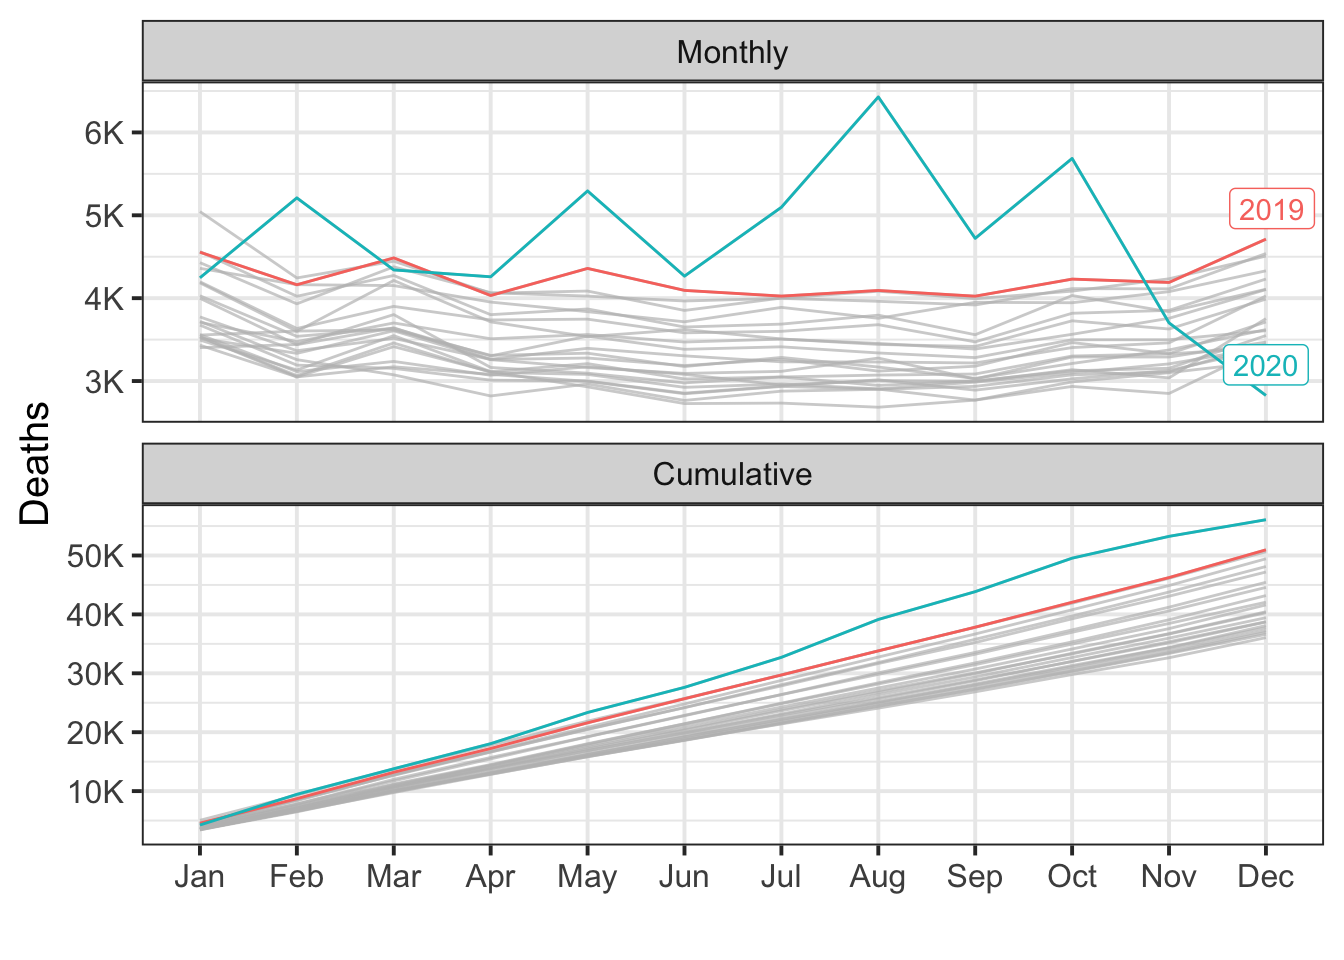 Monthly
6K
5K
4K
3K
2019
2020
Deaths
Cumulative
50K
40K
30K
20K
10K
Jan Feb Mar Apr May Jun Jul Aug Sep Oct Nov Dec